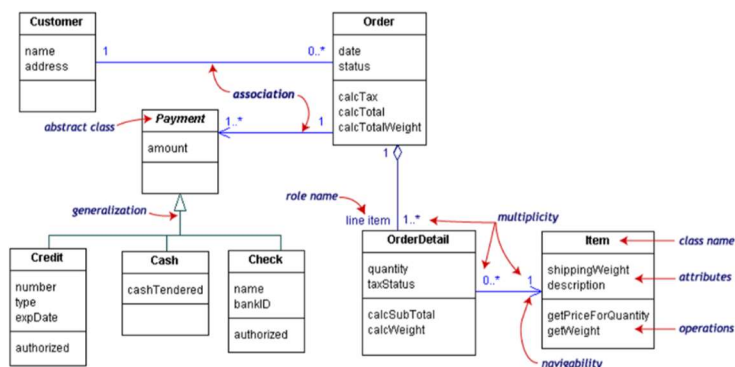 Customer
name
address
1
0..*
association
Order
date
status
calcTax
calcTotal
calcTotalWeight
abstract class
Payment
amount
1..*
1
1
generalization
role name
line item
1..*
multiplicity
Credit
number
type
expDate
authorized
Cash
cashTendered
Check
name
bankID
authorized
OrderDetail
quantity
taxStatus
calcSubTotal
calcWeight
0..*
1
Item
shippingWeight
description
getPriceForQuantity
getWeight
class name
attributes
operations
navigability